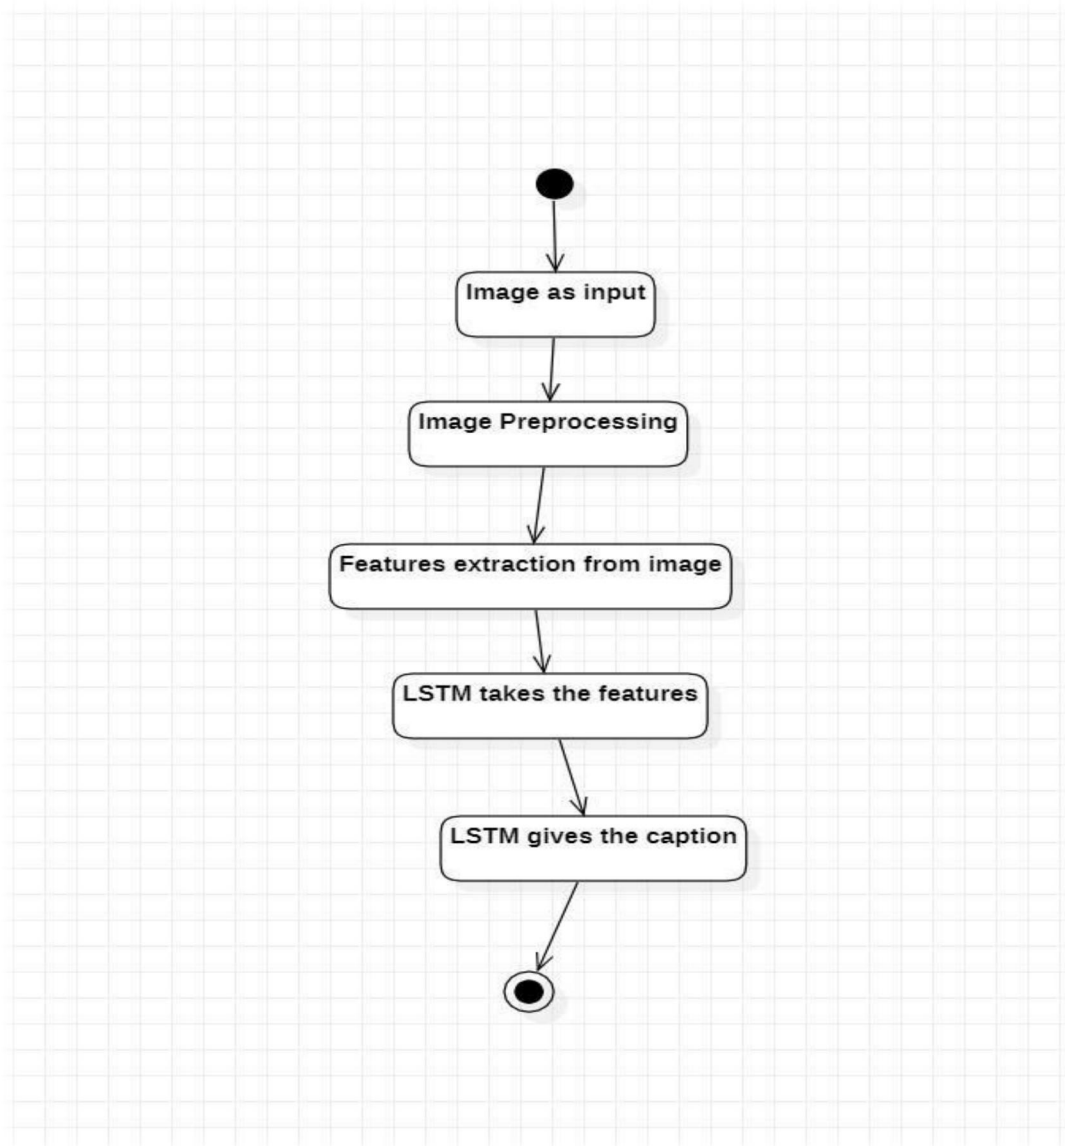 Image as input
Image Preprocessing
Features extraction from image
LSTM takes the features
LSTM gives the caption